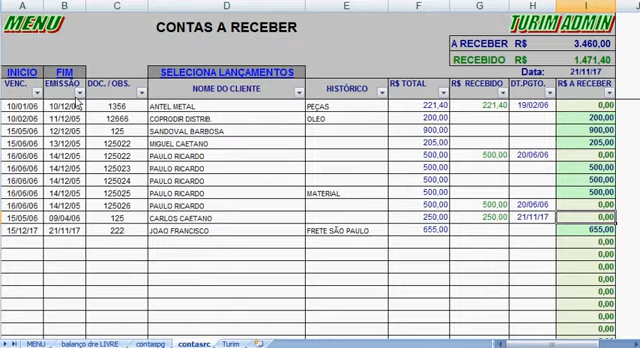 A B C D E F G H I J
MENU CONTAS A RECEBER TURIM ADMIN
A RECEBER R$ 3.460,00
RECEBIDO R$ 1.471,40
INICIO FIM SELECIONA LANÇAMENTOS Data: 21/11/17
VENC. EMISSÃO DOC. / OBS. NOME DO CLIENTE HISTÓRICO R$ TOTAL R$ RECEBIDO DT.PGTO. R$ A RECEBER
10/01/06 10/12/05 1356 ANTEL METAL PEÇAS 221,40 221,40 19/02/06 0,00
10/02/06 11/12/05 12666 COPRODIR DISTRIB. OLEO 200,00 200,00
15/05/06 12/12/05 125 SANDOVAL BARBOSA 900,00 900,00
15/05/06 13/12/05 125022 MIGUEL CAETANO 205,00 205,00
16/06/06 14/12/05 125022 PAULO RICARDO 500,00 500,00 20/06/06 0,00
16/06/06 14/12/05 125023 PAULO RICARDO 500,00 500,00
16/06/06 14/12/05 125024 PAULO RICARDO 500,00 500,00
16/06/06 14/12/05 125025 PAULO RICARDO MATERIAL 500,00 500,00
16/06/06 14/12/05 125026 PAULO RICARDO 500,00 500,00 20/06/06 0,00
15/05/06 09/04/06 125 CARLOS CAETANO 250,00 250,00 21/11/17 0,00
15/12/17 21/11/17 222 JOAO FRANCISCO FRETE SÃO PAULO 655,00 655,00
0,00
0,00
0,00
0,00
0,00
0,00
0,00
0,00
MENU balanço dre LIVRE contaspg contasrc Turim